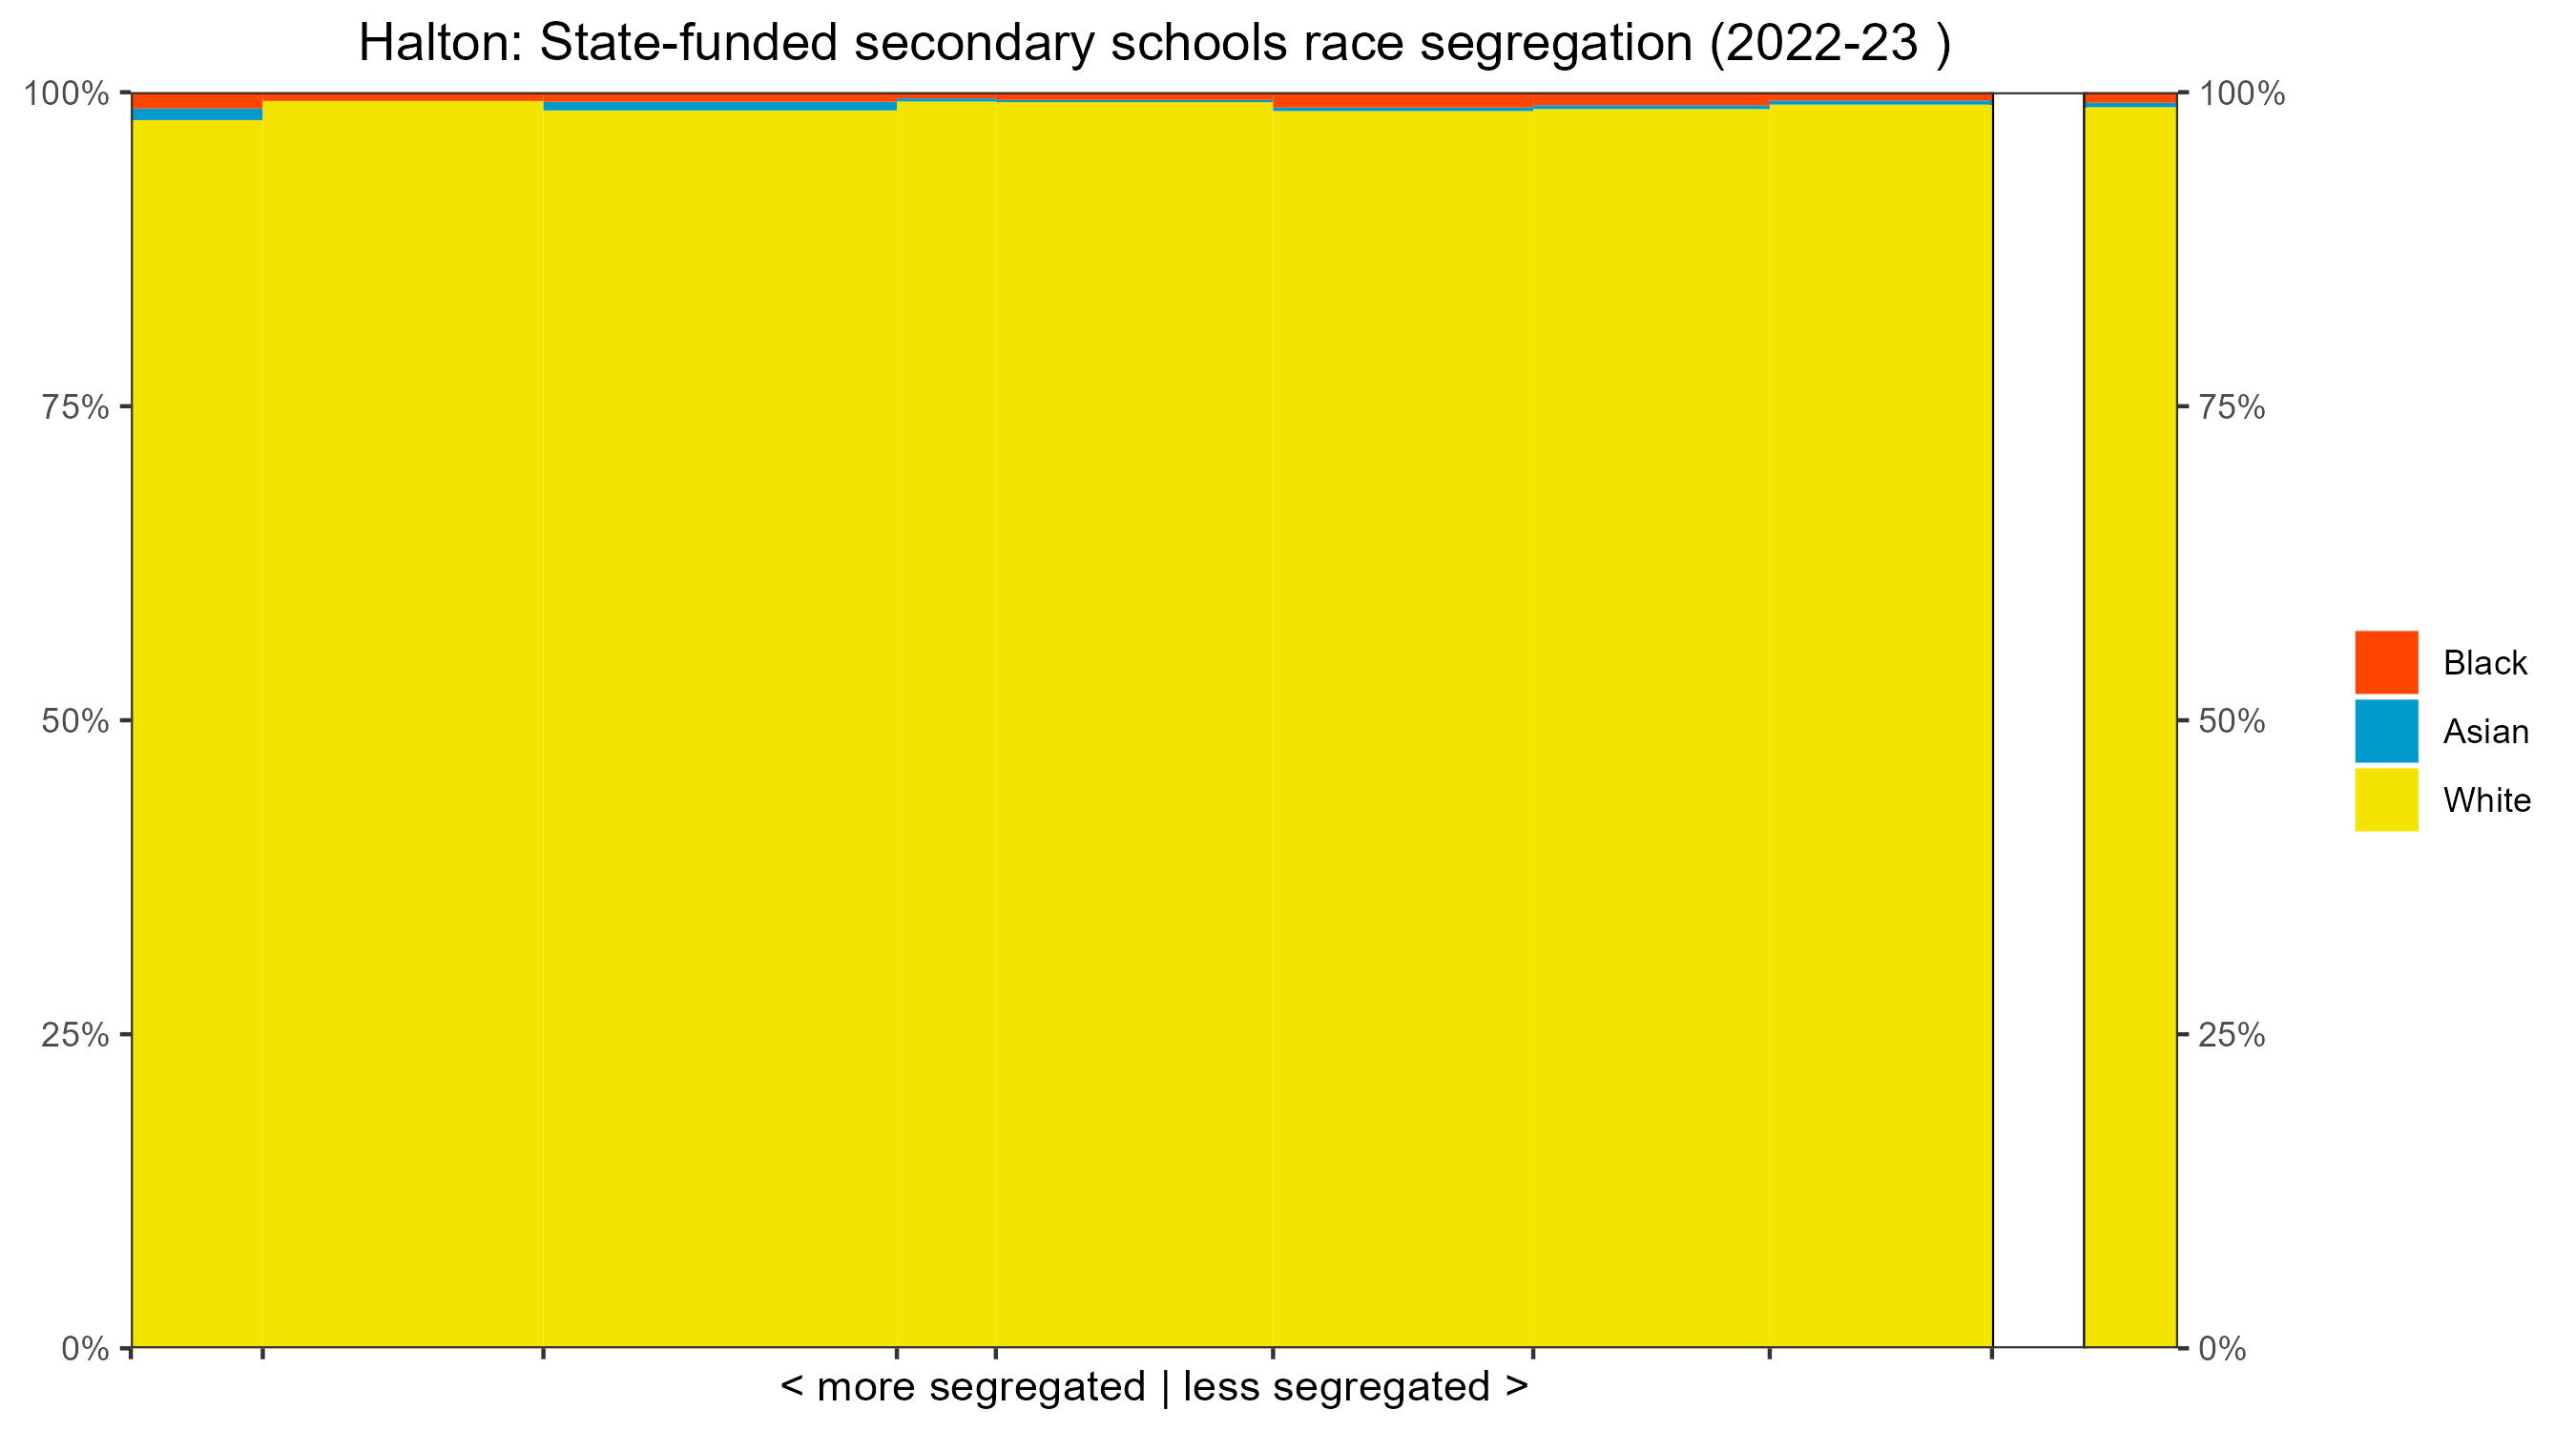 Halton: State-funded secondary schools race segregation (2022-23 )
100%
75%
50%
25%
0%
100%
75%
50%
25%
0%
Black
Asian
White
< more segregated | less segregated >